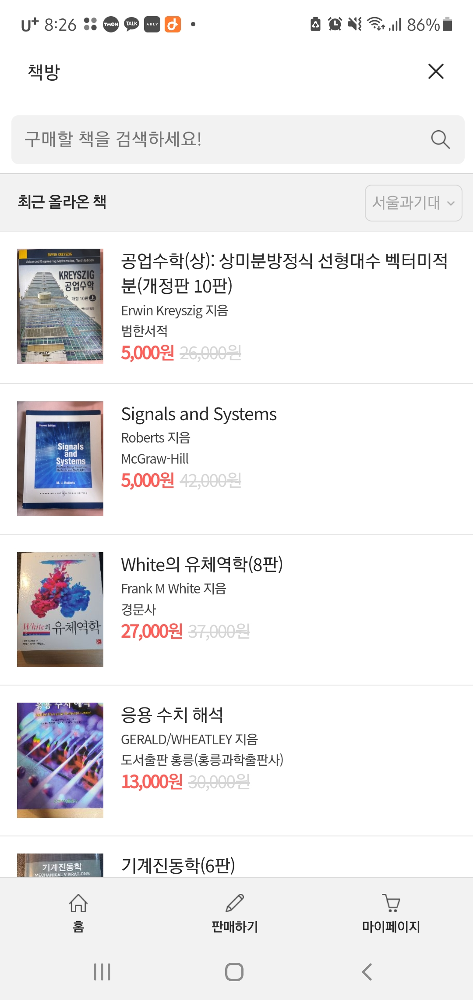 U+ 8:26 TMON TALK ABLY 86%
책방
구매할 책을 검색하세요!
최근 올라온 책
서울과기대
ERWIN KREYSZIG
Advanced Engineering Mathematics, Tenth Edition
KREYSZIG
공업수학
개정 10판 上
WILEY
공업수학(상): 상미분방정식 선형대수 벡터미적
분(개정판 10판)
Erwin Kreyszig 지음
범한서적
5,000원 26,000원
Second Edition
Signals
and
Systems
Analysis Using Transform
Methods and MATLAB®
M. J. Roberts
McGRAW-HILL INTERNATIONAL EDITION
Signals and Systems
Roberts 지음
McGraw-Hill
5,000원 42,000원
White의 유체역학
White의 유체역학(8판)
Frank M White 지음
경문사
27,000원 37,000원
응용 수치 해석
응용 수치 해석
GERALD/WHEATLEY 지음
도서출판 홍릉(홍릉과학출판사)
13,000원 30,000원
기계진동학
MECHANICAL VIBRATIONS
기계진동학(6판)
홈
판매하기
마이페이지